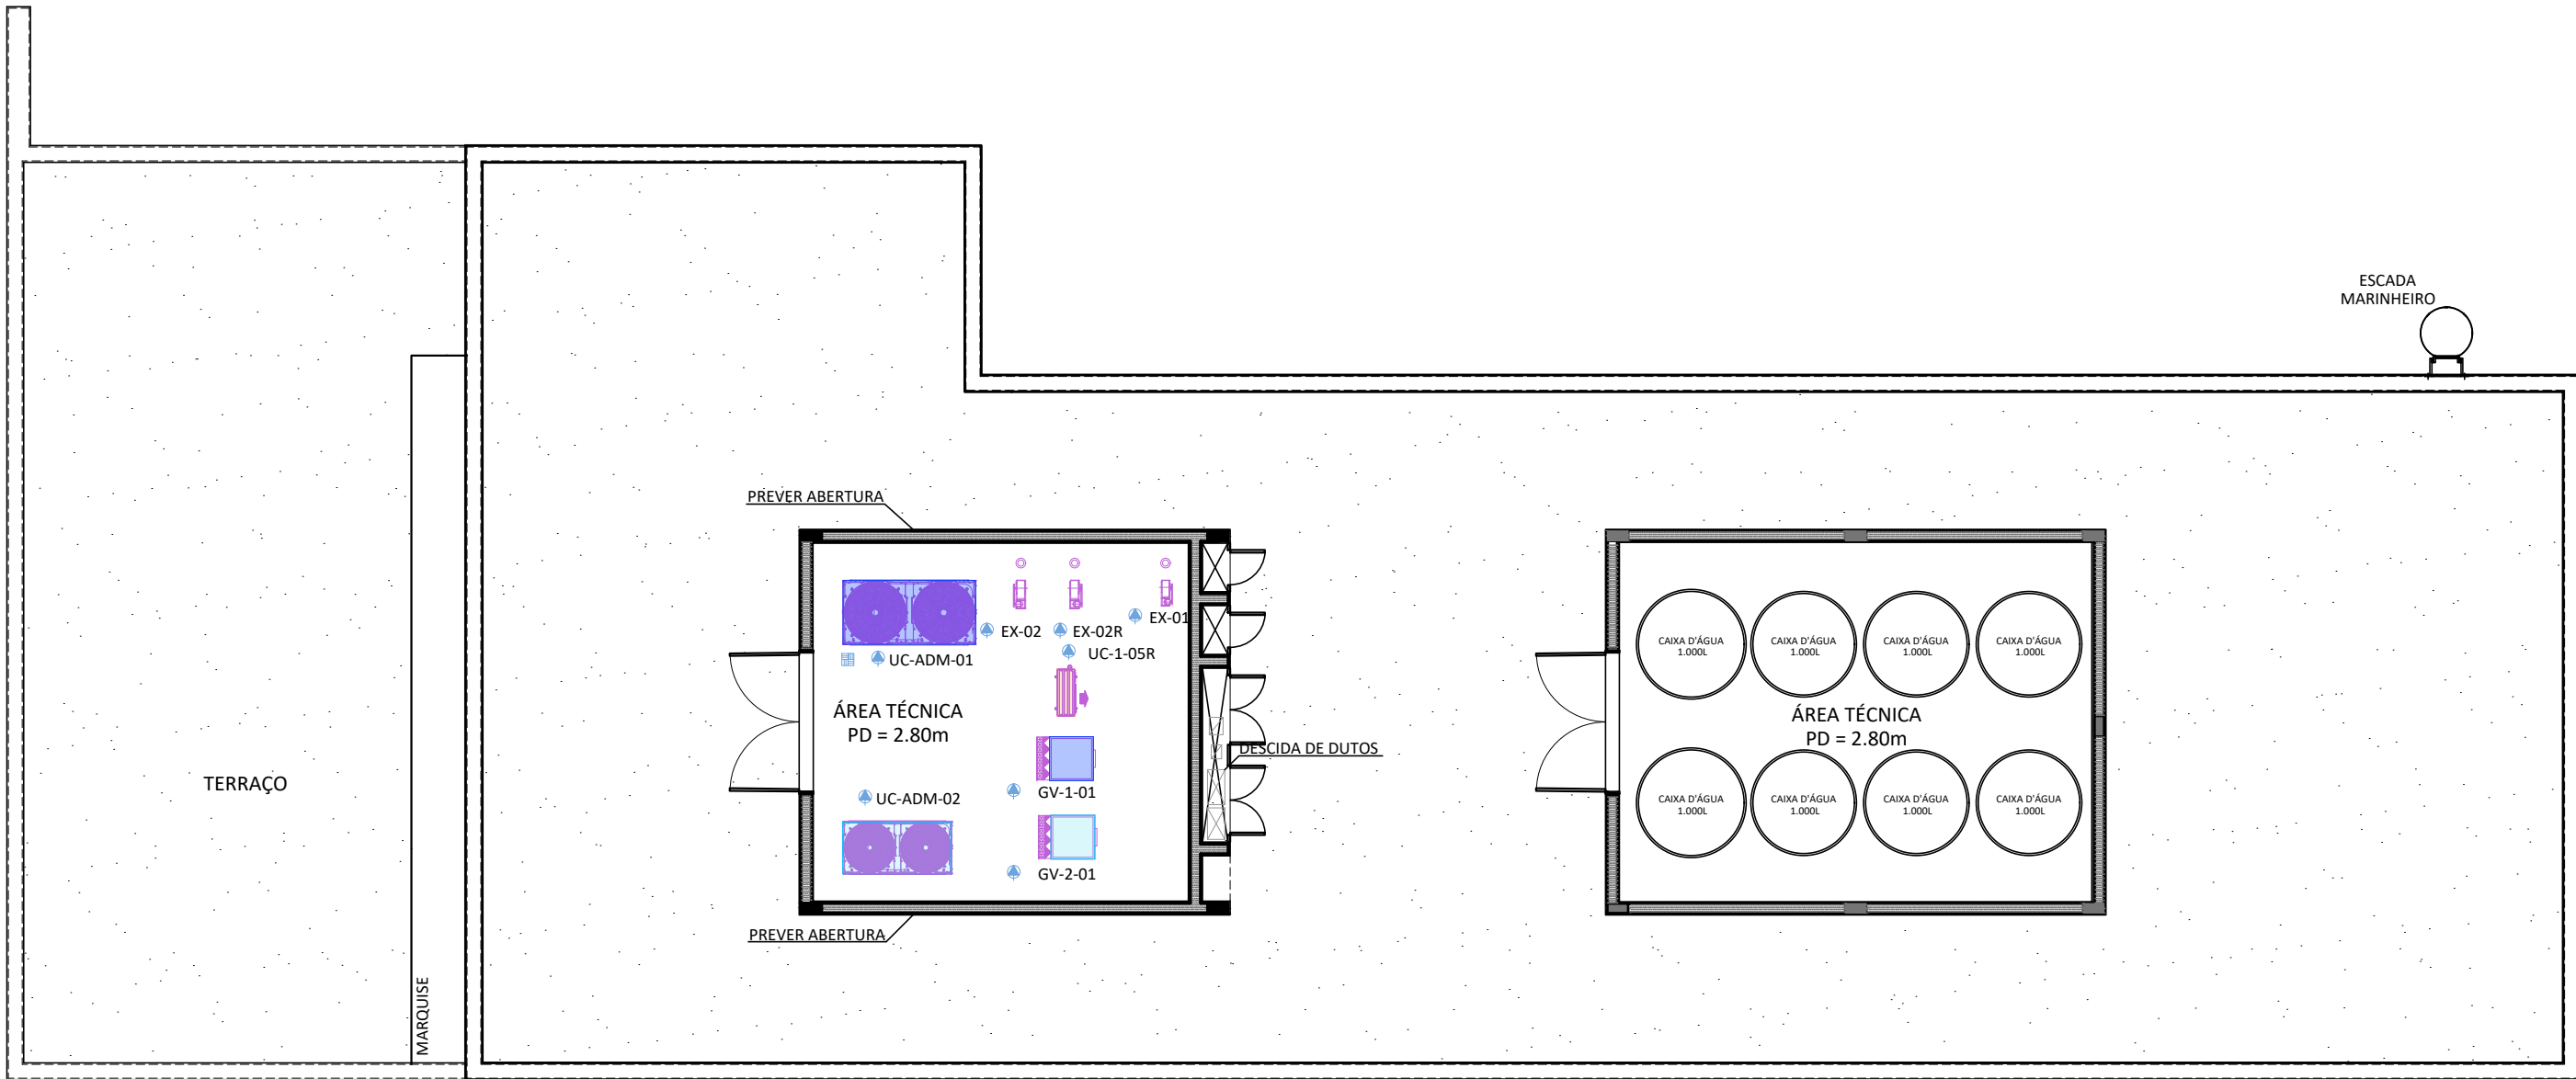 ESCADA
MARINHEIRO
PREVER ABERTURA
EX-01
EX-02
EX-02R
UC-1-05R
UC-ADM-01
ÁREA TÉCNICA
PD = 2.80m
DESCIDA DE DUTOS
GV-1-01
UC-ADM-02
GV-2-01
PREVER ABERTURA
TERRAÇO
MARQUISE
CAIXA D'ÁGUA
1.000L
CAIXA D'ÁGUA
1.000L
CAIXA D'ÁGUA
1.000L
CAIXA D'ÁGUA
1.000L
ÁREA TÉCNICA
PD = 2.80m
CAIXA D'ÁGUA
1.000L
CAIXA D'ÁGUA
1.000L
CAIXA D'ÁGUA
1.000L
CAIXA D'ÁGUA
1.000L